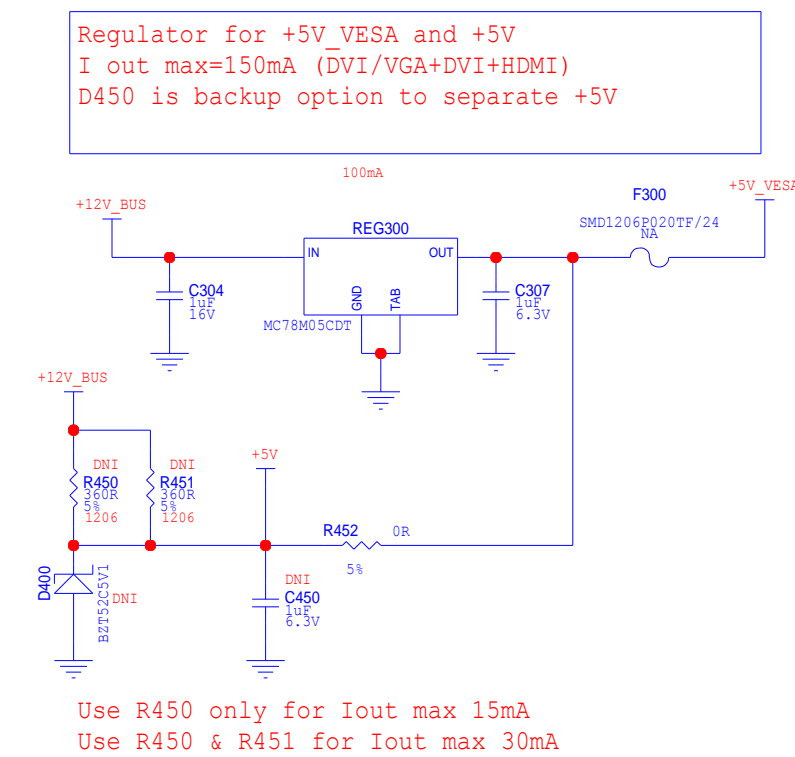 Regulator for +5V_VESA and +5V
I out max=150mA (DVI/VGA+DVI+HDMI)
D450 is backup option to separate +5V
100mA
+12V_BUS
REG300
F300
+5V_VESA
SMD1206P020TF/24
NA
IN
OUT
GND
TAB
MC78M05CDT
C304
1uF
16V
C307
1uF
6.3V
+12V_BUS
DNI
R450
360R
5%
1206
DNI
R451
360R
5%
1206
+5V
R452
0R
5%
D400
BZT52C5V1
DNI
DNI
C450
1uF
6.3V
Use R450 only for Iout max 15mA
Use R450 & R451 for Iout max 30mA